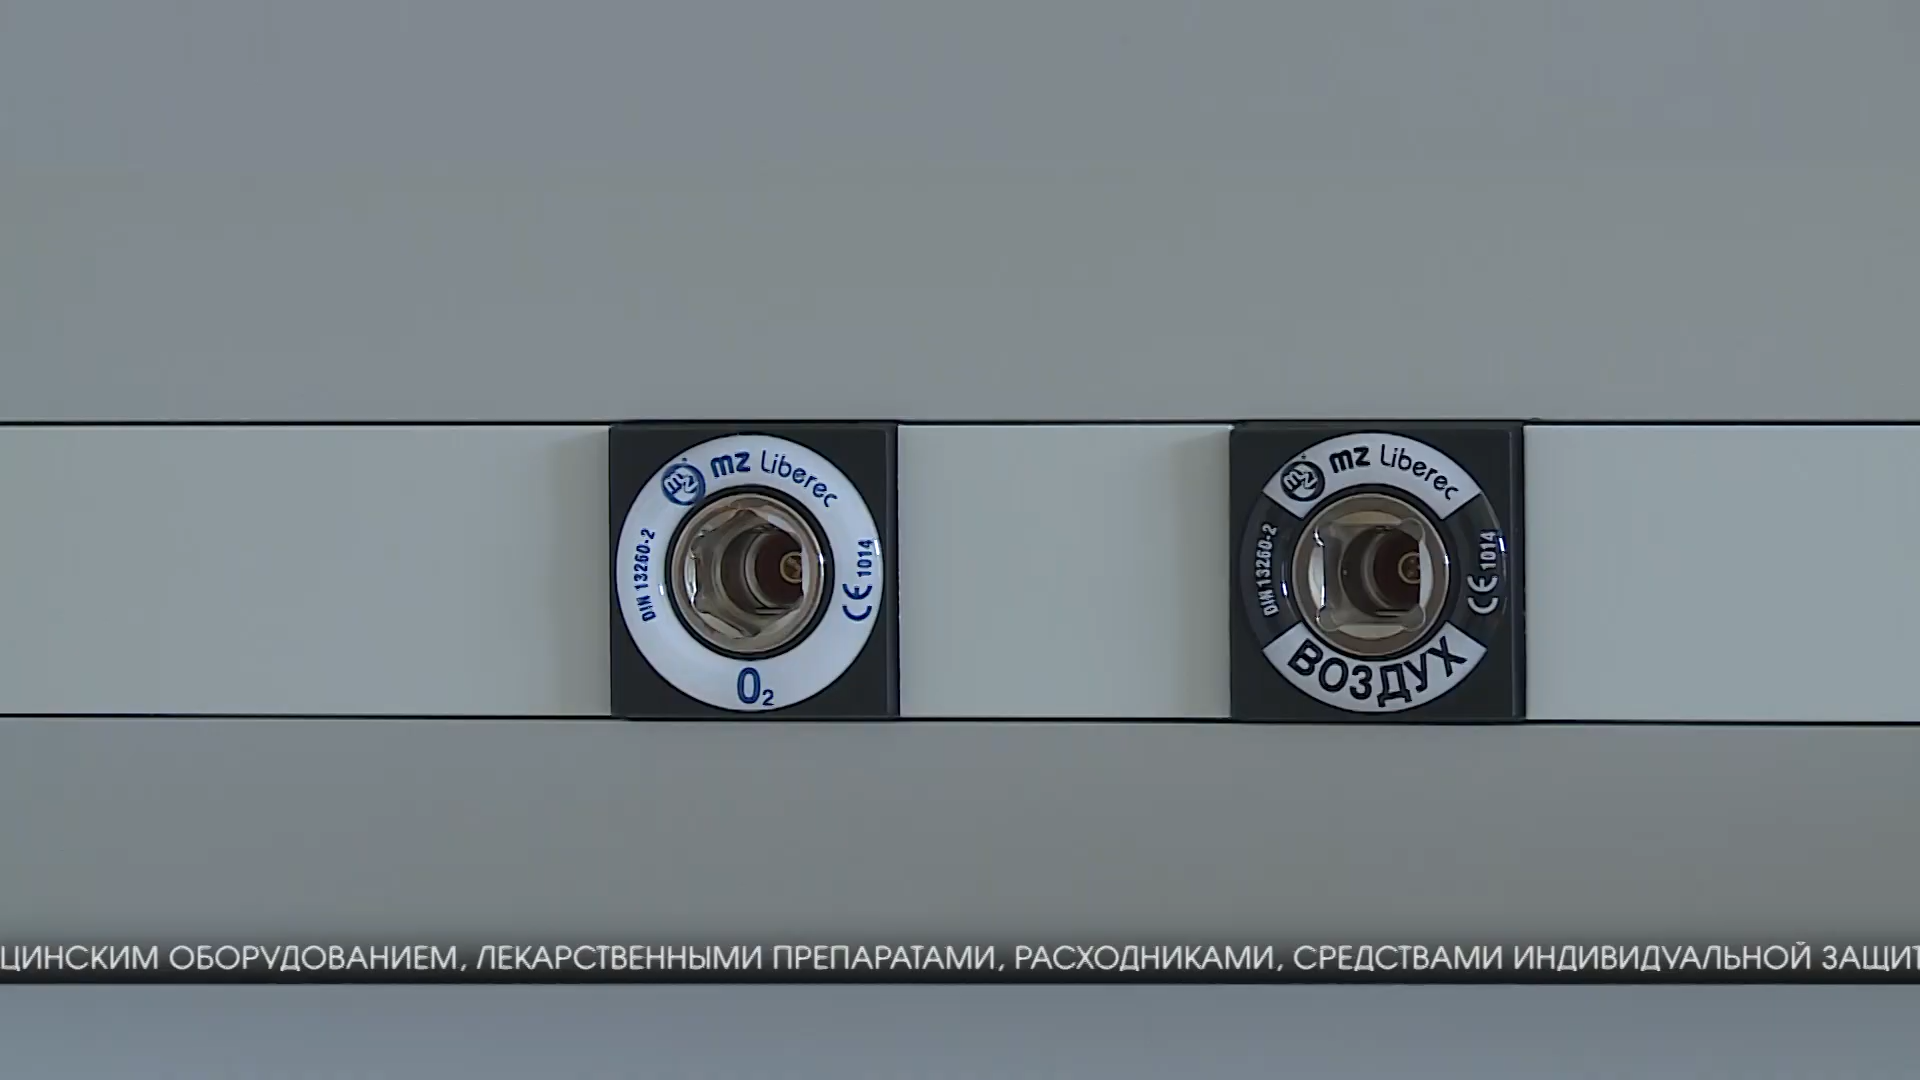 mz Liberec
DIN 13260-2
CE 1014
O2
mz Liberec
DIN 13260-2
CE 1014
ВОЗДУХ
ЦИНСКИМ ОБОРУДОВАНИЕМ, ЛЕКАРСТВЕННЫМИ ПРЕПАРАТАМИ, РАСХОДНИКАМИ, СРЕДСТВАМИ ИНДИВИДУАЛЬНОЙ ЗАЩИТ